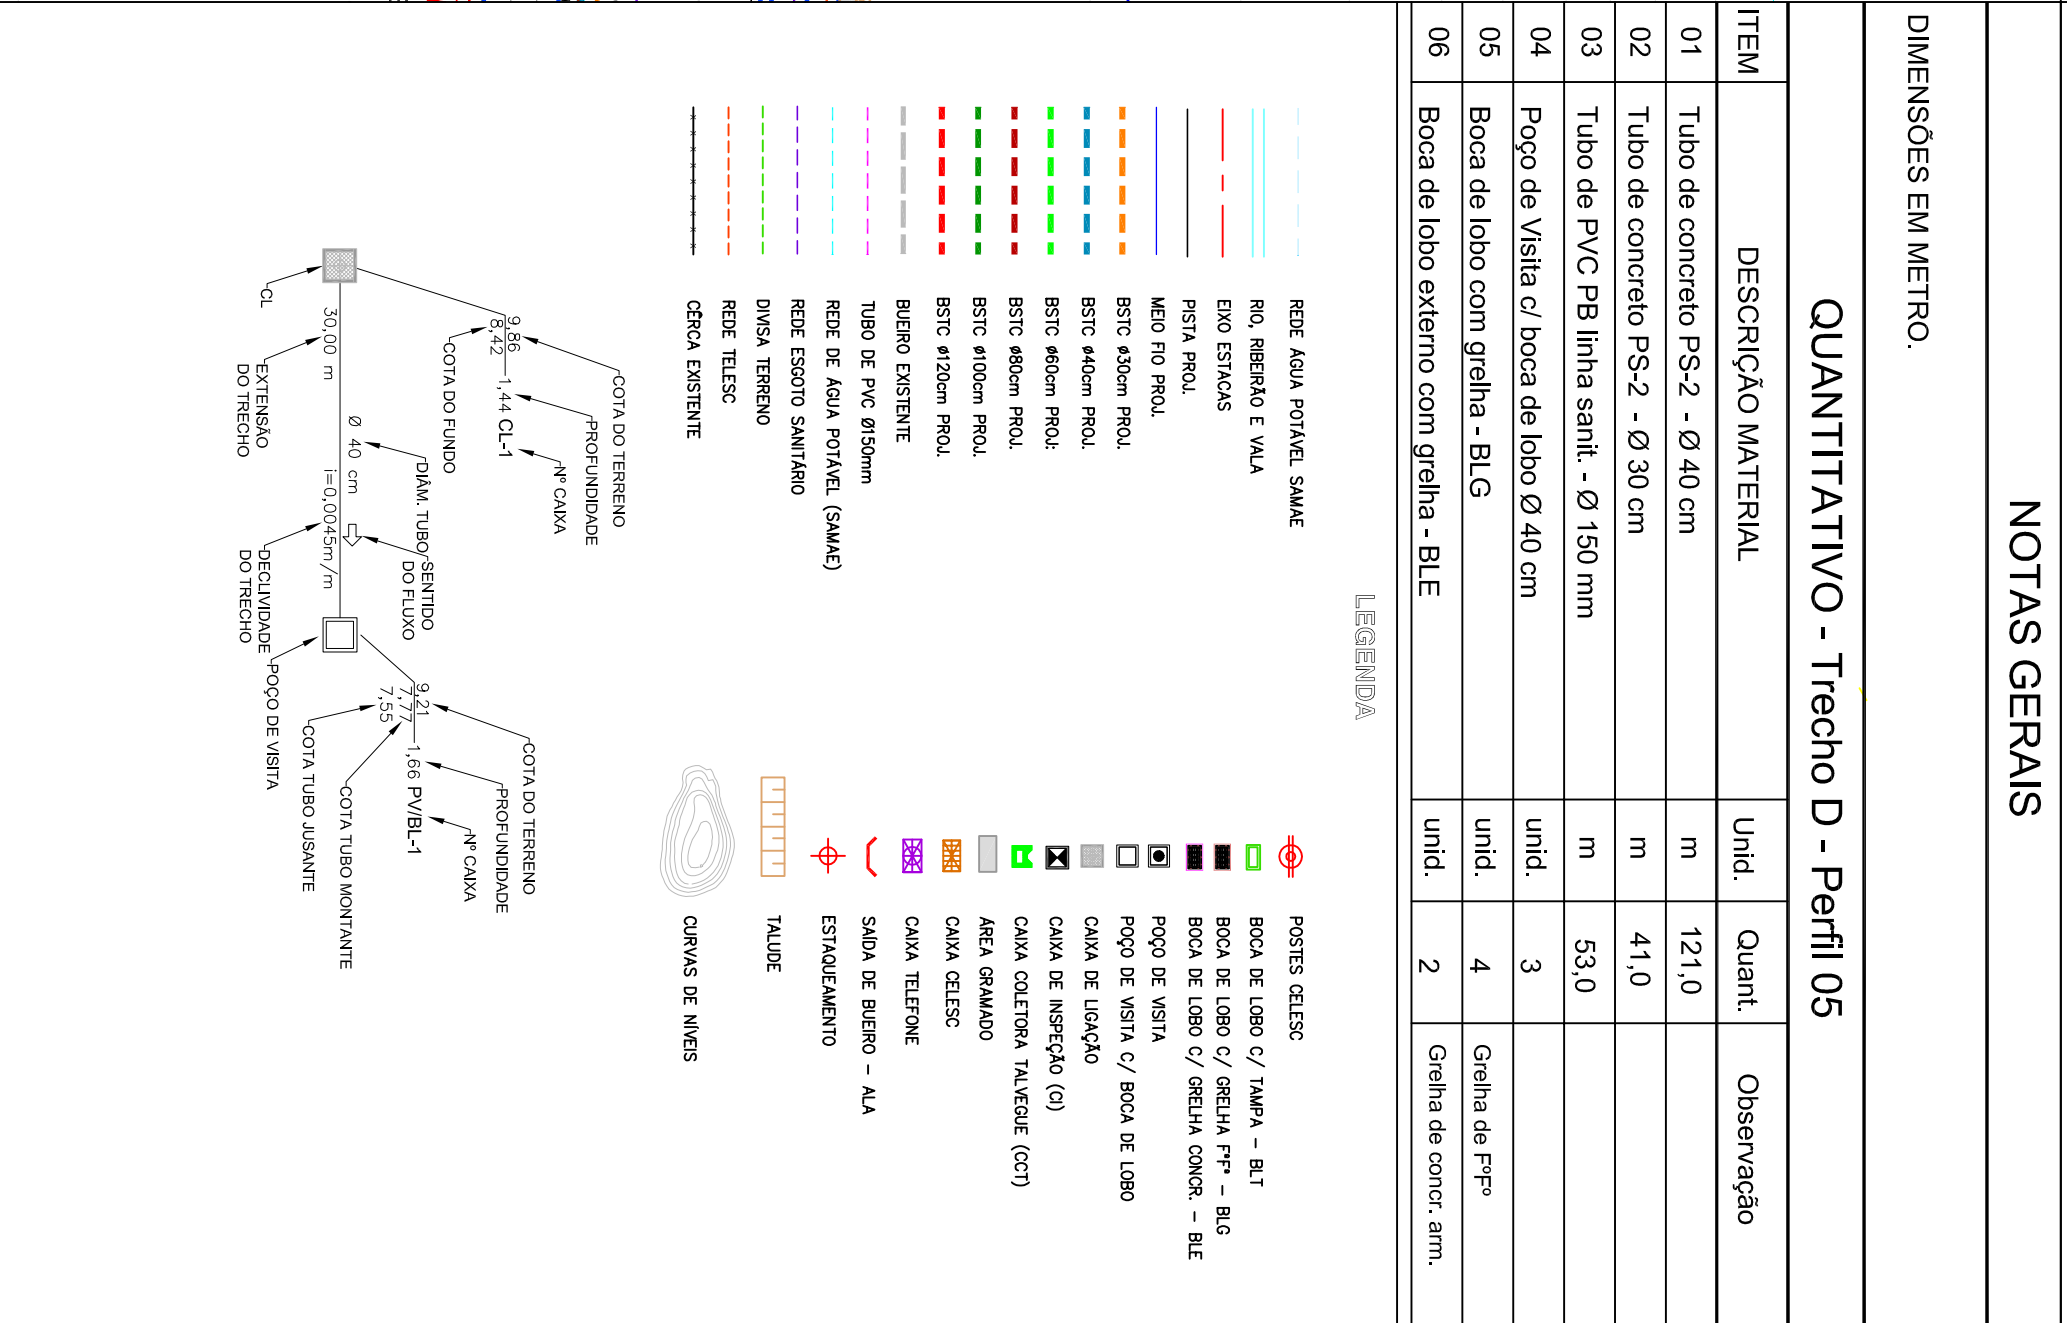 NOTAS GERAIS
DIMENSÕES EM METRO.
QUANTITATIVO - Trecho D - Perfil 05
ITEM DESCRIÇÃO MATERIAL Unid. Quant. Observação
01 Tubo de concreto PS-2 - Ø 40 cm m 121,0
02 Tubo de concreto PS-2 - Ø 30 cm m 41,0
03 Tubo de PVC PB linha sanit. - Ø 150 mm m 53,0
04 Poço de Visita c/ boca de lobo Ø 40 cm unid. 3
05 Boca de lobo com grelha - BLG unid. 4 Grelha de FºFº
06 Boca de lobo externo com grelha - BLE unid. 2 Grelha de concr. arm.
LEGENDA
REDE ÁGUA POTÁVEL SAMAE
RIO, RIBEIRÃO E VALA
EIXO ESTACAS
PISTA PROJ.
MEIO FIO PROJ.
BSTC ø30cm PROJ.
BSTC ø40cm PROJ.
BSTC ø60cm PROJ:
BSTC ø80cm PROJ.
BSTC ø100cm PROJ.
BSTC ø120cm PROJ.
BUEIRO EXISTENTE
TUBO DE PVC Ø150mm
REDE DE ÁGUA POTÁVEL (SAMAE)
REDE ESGOTO SANITÁRIO
DIVISA TERRENO
REDE TELESC
CERCA EXISTENTE
POSTES CELESC
BOCA DE LOBO C/ TAMPA - BLT
BOCA DE LOBO C/ GRELHA FºFº - BLG
BOCA DE LOBO C/ GRELHA CONCR. - BLE
POÇO DE VISITA
POÇO DE VISITA C/ BOCA DE LOBO
CAIXA DE LIGAÇÃO
CAIXA DE INSPEÇÃO (CI)
CAIXA COLETORA TALVEGUE (CCT)
ÁREA GRAMADO
CAIXA CELESC
CAIXA TELEFONE
SAÍDA DE BUEIRO - ALA
ESTAQUEAMENTO
TALUDE
CURVAS DE NÍVEIS
COTA DO TERRENO
PROFUNDIDADE
Nº CAIXA
9,86
8,42
1,44 CL-1
COTA DO FUNDO
CL
30,00 m
EXTENSÃO
DO TRECHO
Ø 40 cm
DIÂM. TUBO
SENTIDO
DO FLUXO
i=0,0045m/m
DECLIVIDADE
DO TRECHO
POÇO DE VISITA
COTA DO TERRENO
PROFUNDIDADE
Nº CAIXA
9,21
7,77
7,55
1,66 PV/BL-1
COTA TUBO MONTANTE
COTA TUBO JUSANTE